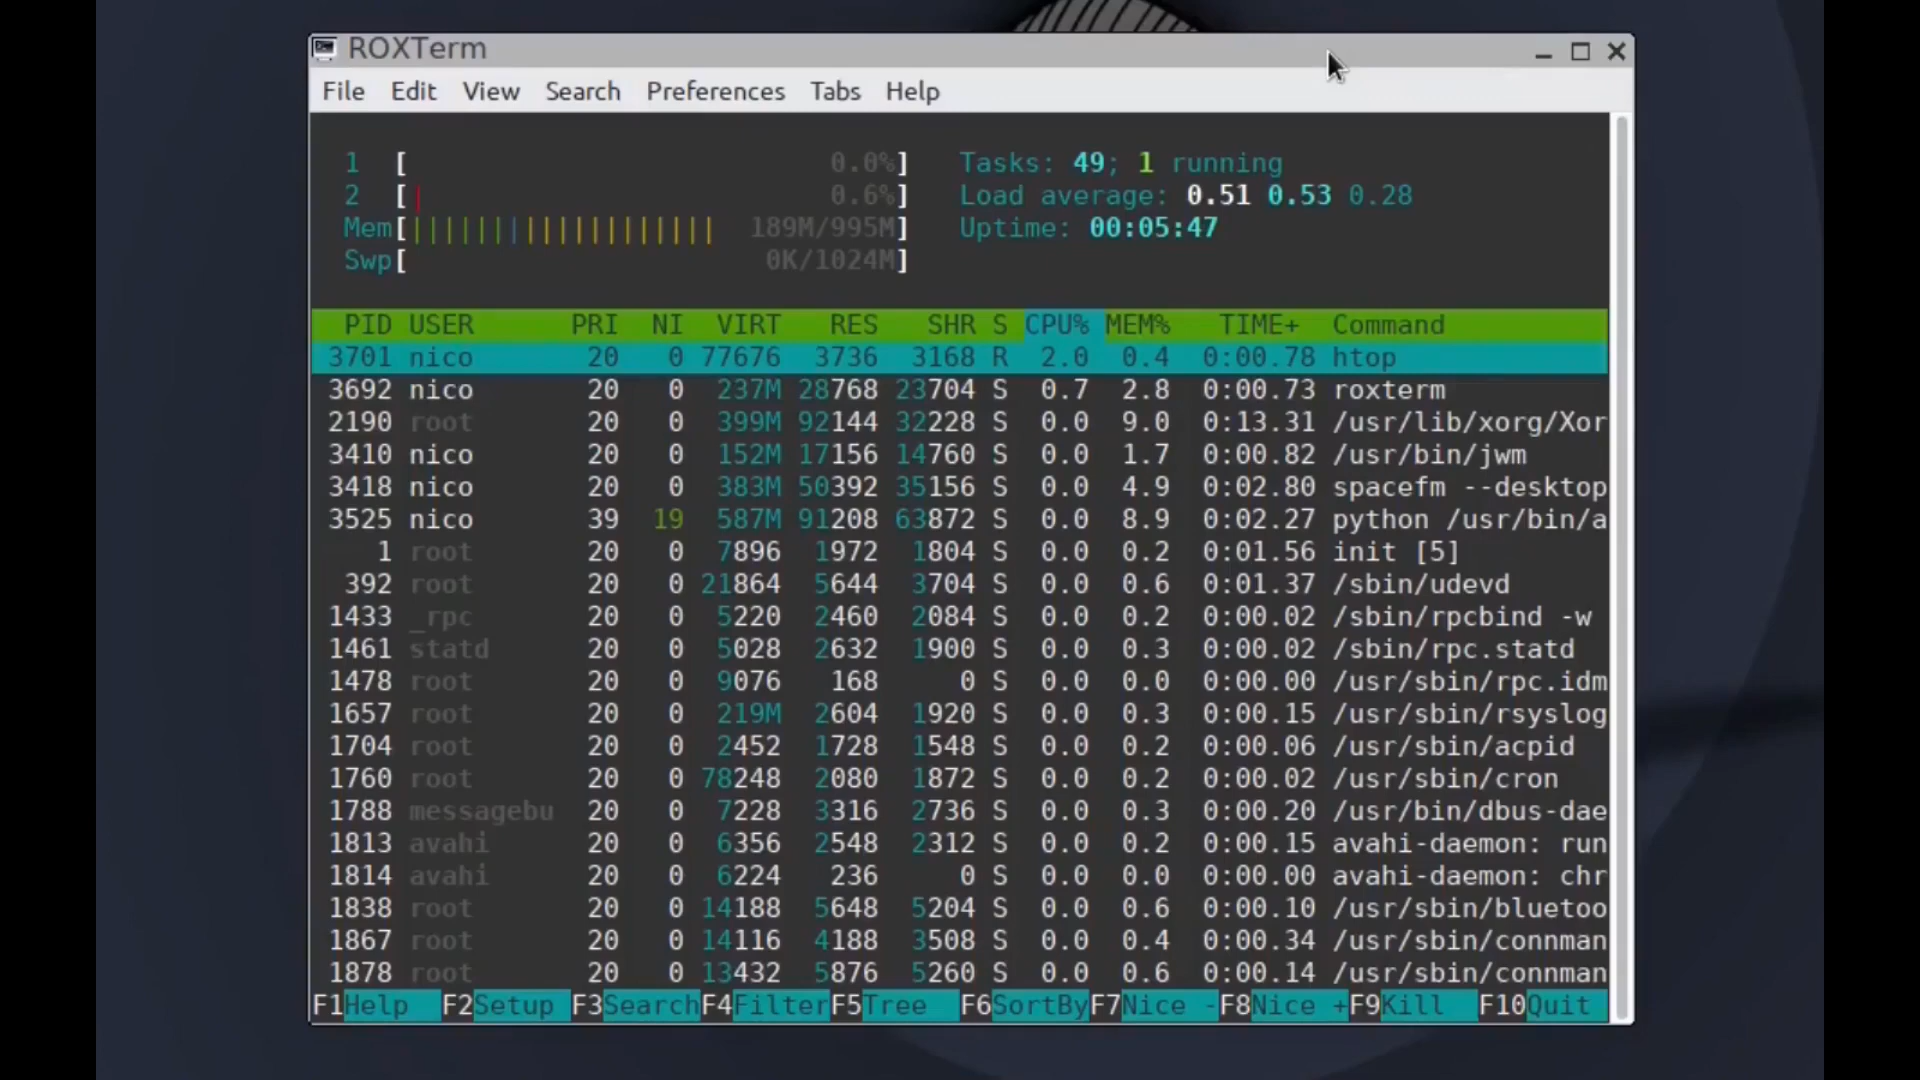 ROXTerm
File Edit View Search Preferences Tabs Help
1 [ 0.0%] Tasks: 49; 1 running
2 [| 0.6%] Load average: 0.51 0.53 0.28
Mem[||||||||||||||||||| 189M/995M] Uptime: 00:05:47
Swp[ 0K/1024M]
PID USER PRI NI VIRT RES SHR S CPU% MEM% TIME+ Command
3701 nico 20 0 77676 3736 3168 R 2.0 0.4 0:00.78 htop
3692 nico 20 0 237M 28768 23704 S 0.7 2.8 0:00.73 roxterm
2190 root 20 0 399M 92144 32228 S 0.0 9.0 0:13.31 /usr/lib/xorg/Xor
3410 nico 20 0 152M 17156 14760 S 0.0 1.7 0:00.82 /usr/bin/jwm
3418 nico 20 0 383M 50392 35156 S 0.0 4.9 0:02.80 spacefm --desktop
3525 nico 39 19 587M 91208 63872 S 0.0 8.9 0:02.27 python /usr/bin/a
1 root 20 0 7896 1972 1804 S 0.0 0.2 0:01.56 init [5]
392 root 20 0 21864 5644 3704 S 0.0 0.6 0:01.37 /sbin/udevd
1433 _rpc 20 0 5220 2460 2084 S 0.0 0.2 0:00.02 /sbin/rpcbind -w
1461 statd 20 0 5028 2632 1900 S 0.0 0.3 0:00.02 /sbin/rpc.statd
1478 root 20 0 9076 168 0 S 0.0 0.0 0:00.00 /usr/sbin/rpc.idm
1657 root 20 0 219M 2604 1920 S 0.0 0.3 0:00.15 /usr/sbin/rsyslog
1704 root 20 0 2452 1728 1548 S 0.0 0.2 0:00.06 /usr/sbin/acpid
1760 root 20 0 78248 2080 1872 S 0.0 0.2 0:00.02 /usr/sbin/cron
1788 messagebu 20 0 7228 3316 2736 S 0.0 0.3 0:00.20 /usr/bin/dbus-dae
1813 avahi 20 0 6356 2548 2312 S 0.0 0.2 0:00.15 avahi-daemon: run
1814 avahi 20 0 6224 236 0 S 0.0 0.0 0:00.00 avahi-daemon: chr
1838 root 20 0 14188 5648 5204 S 0.0 0.6 0:00.10 /usr/sbin/bluetoo
1867 root 20 0 14116 4188 3508 S 0.0 0.4 0:00.34 /usr/sbin/connman
1878 root 20 0 13432 5876 5260 S 0.0 0.6 0:00.14 /usr/sbin/connman
F1Help F2Setup F3SearchF4FilterF5Tree F6SortByF7Nice -F8Nice +F9Kill F10Quit